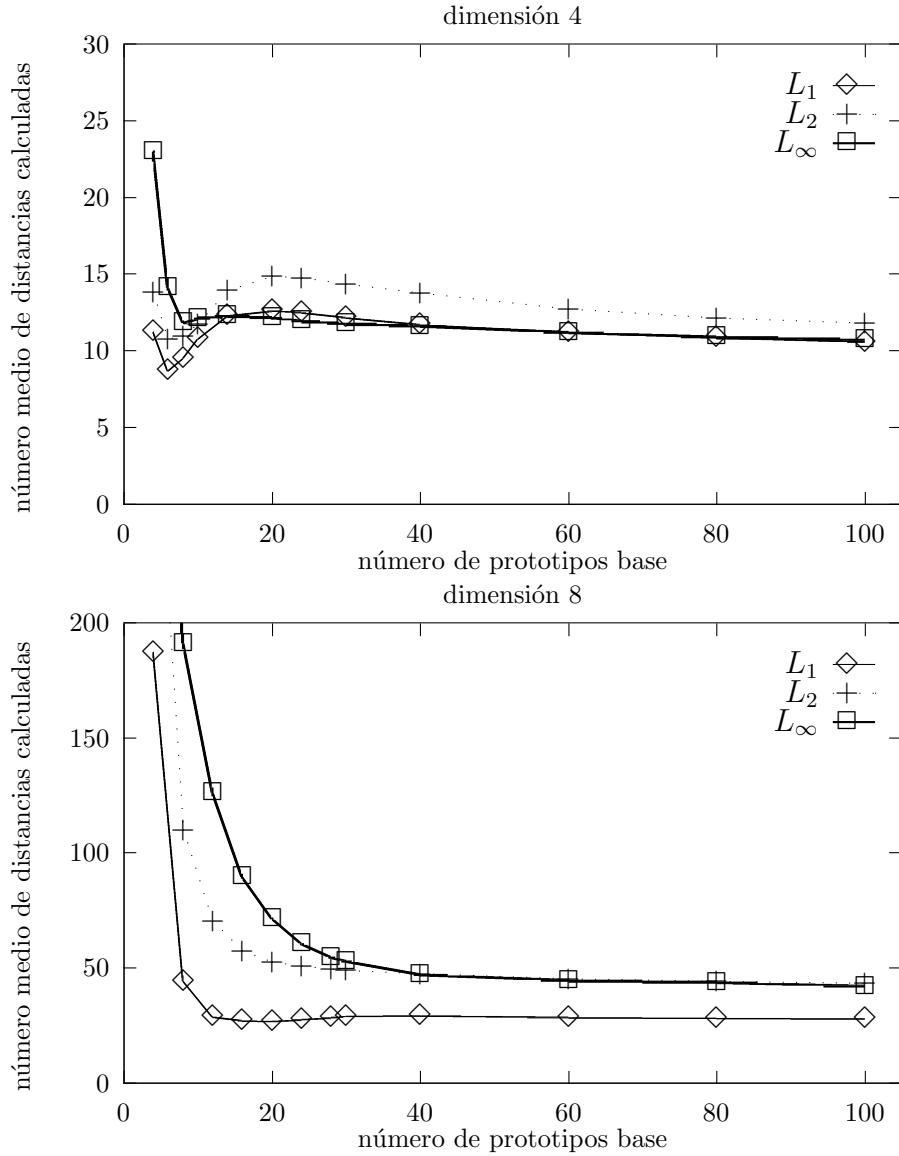 dimensión 4
número medio de distancias calculadas
30
25
20
15
10
5
0
0 20 40 60 80 100
número de prototipos base
L₁
L₂
L∞
dimensión 8
número medio de distancias calculadas
200
150
100
50
0
0 20 40 60 80 100
número de prototipos base
L₁
L₂
L∞